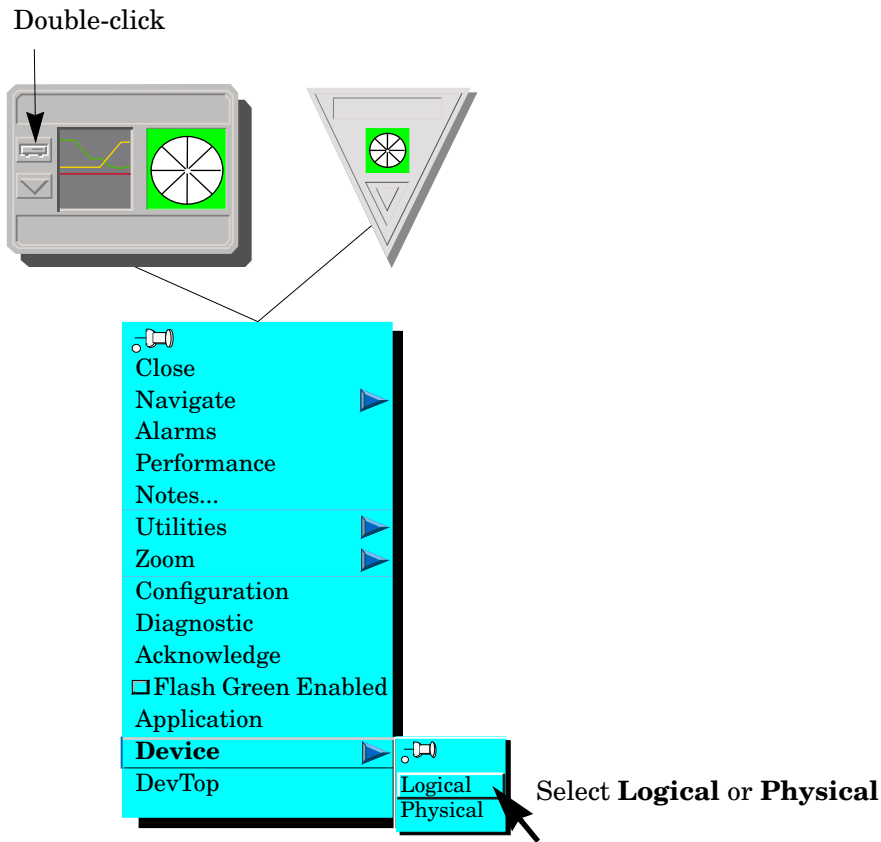 Double-click
Close
Navigate
Alarms
Performance
Notes...
Utilities
Zoom
Configuration
Diagnostic
Acknowledge
Flash Green Enabled
Application
Device
DevTop
Logical
Physical
Select Logical or Physical